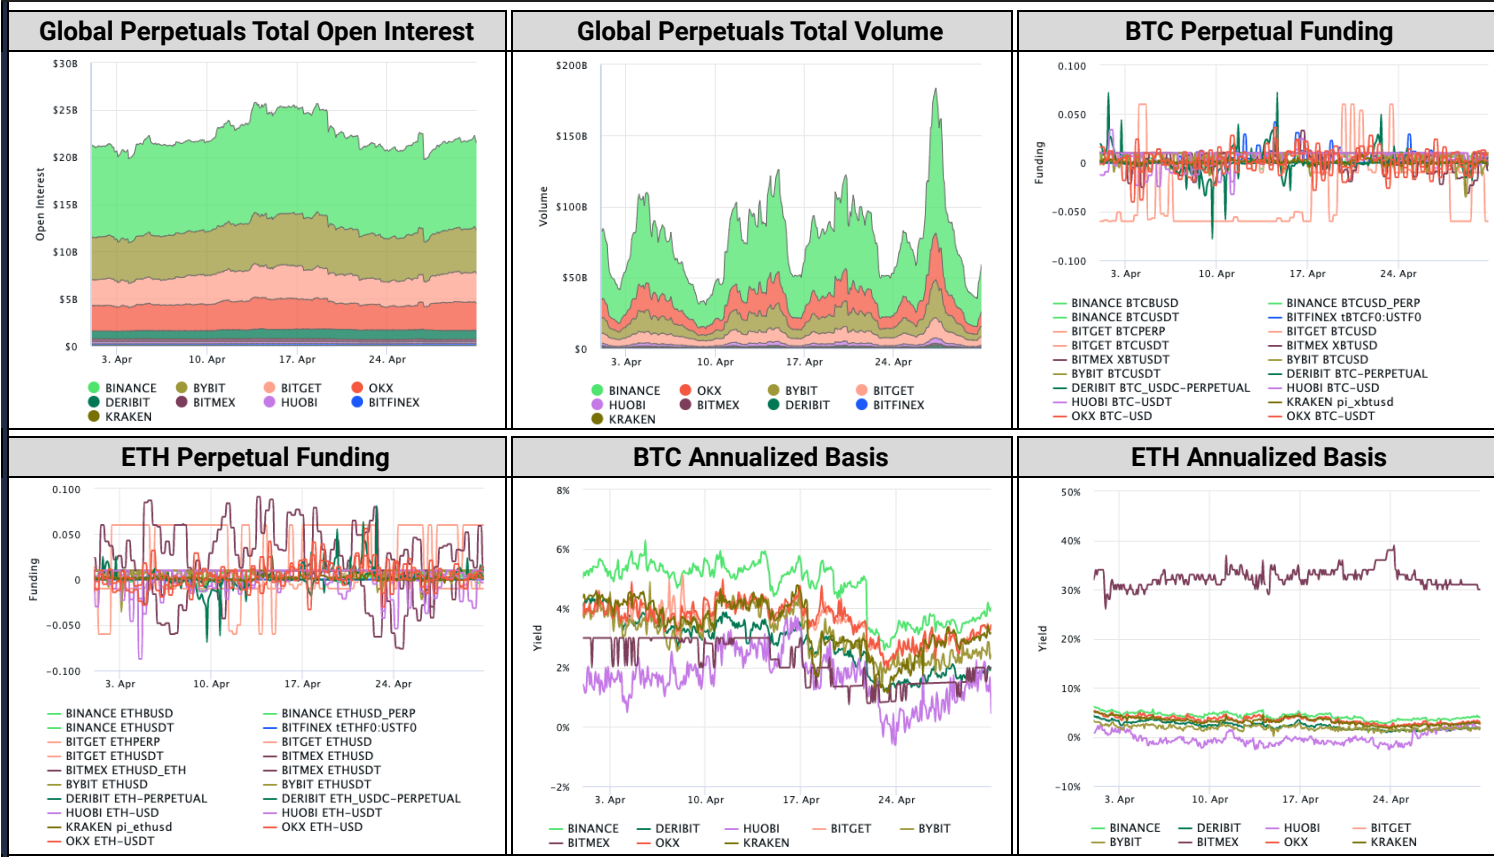 Global Perpetuals Total Open Interest
Global Perpetuals Total Volume
BTC Perpetual Funding
$30B
$25B
$20B
$15B
$10B
$5B
$0
Open Interest
3. Apr 10. Apr 17. Apr 24. Apr
BINANCE BYBIT BITGET OKX
DERIBIT BITMEX HUOBI BITFINEX
KRAKEN
$200B
$150B
$100B
$50B
$0
Volume
3. Apr 10. Apr 17. Apr 24. Apr
BINANCE OKX BYBIT BITGET
HUOBI BITMEX DERIBIT BITFINEX
KRAKEN
0.100
0.050
0
−0.050
−0.100
Funding
3. Apr 10. Apr 17. Apr 24. Apr
BINANCE BTCBUSD BINANCE BTCUSD_PERP
BINANCE BTCUSDT BITFINEX tBTCF0:USTF0
BITGET BTCPERP BITGET BTCUSD
BITGET BTCUSDT BITMEX XBTUSD
BITMEX XBTUSDT BYBIT BTCUSD
BYBIT BTCUSDT DERIBIT BTC-PERPETUAL
DERIBIT BTC_USDC-PERPETUAL HUOBI BTC-USD
HUOBI BTC-USDT KRAKEN pi_xbtusd
OKX BTC-USD OKX BTC-USDT
ETH Perpetual Funding
BTC Annualized Basis
ETH Annualized Basis
0.100
0.050
0
−0.050
−0.100
Funding
3. Apr 10. Apr 17. Apr 24. Apr
BINANCE ETHBUSD BINANCE ETHUSD_PERP
BINANCE ETHUSDT BITFINEX tETHF0:USTF0
BITGET ETHPERP BITGET ETHUSD
BITGET ETHUSDT BITMEX ETHUSD
BITMEX ETHUSD_ETH BITMEX ETHUSDT
BYBIT ETHUSD BYBIT ETHUSDT
DERIBIT ETH-PERPETUAL DERIBIT ETH_USDC-PERPETUAL
HUOBI ETH-USD HUOBI ETH-USDT
KRAKEN pi_ethusd OKX ETH-USD
OKX ETH-USDT
8%
6%
4%
2%
0%
−2%
Yield
3. Apr 10. Apr 17. Apr 24. Apr
BINANCE DERIBIT HUOBI BITGET BYBIT
BITMEX OKX KRAKEN
50%
40%
30%
20%
10%
0%
−10%
Yield
3. Apr 10. Apr 17. Apr 24. Apr
BINANCE DERIBIT HUOBI BITGET
BYBIT BITMEX OKX KRAKEN